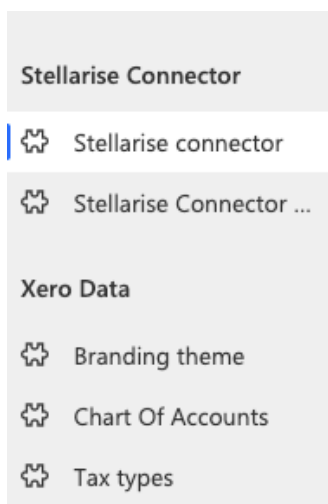 Stellarise Connector
Stellarise connector
Stellarise Connector ...
Xero Data
Branding theme
Chart Of Accounts
Tax types